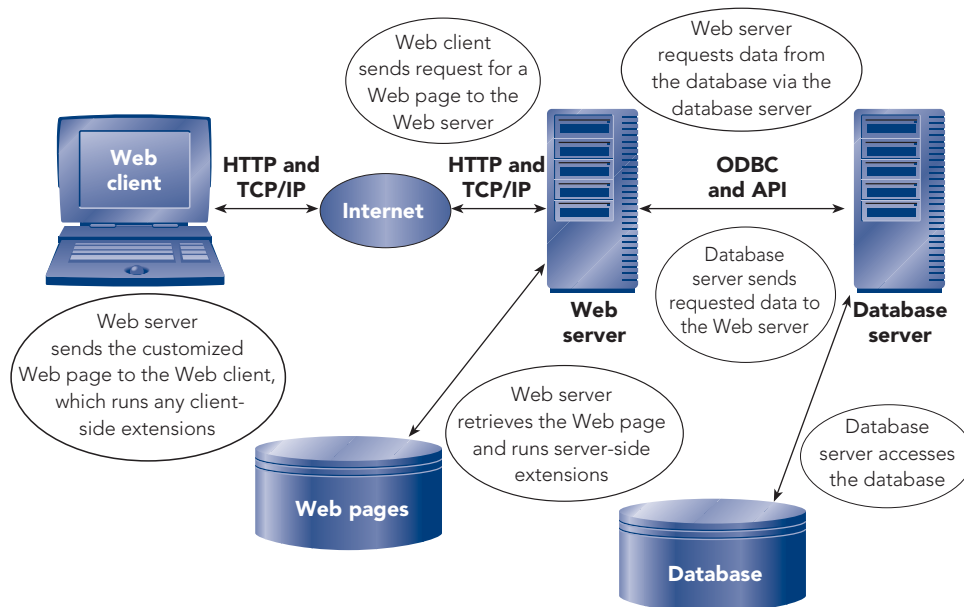 Web client
sends request for a
Web page to the
Web server
Web server
requests data from
the database via the
database server
Web
client
HTTP and
TCP/IP
Internet
HTTP and
TCP/IP
ODBC
and API
Web
server
Database
server sends
requested data to
the Web server
Database
server
Web server
sends the customized
Web page to the Web client,
which runs any client-
side extensions
Web server
retrieves the Web page
and runs server-side
extensions
Database
server accesses
the database
Web pages
Database